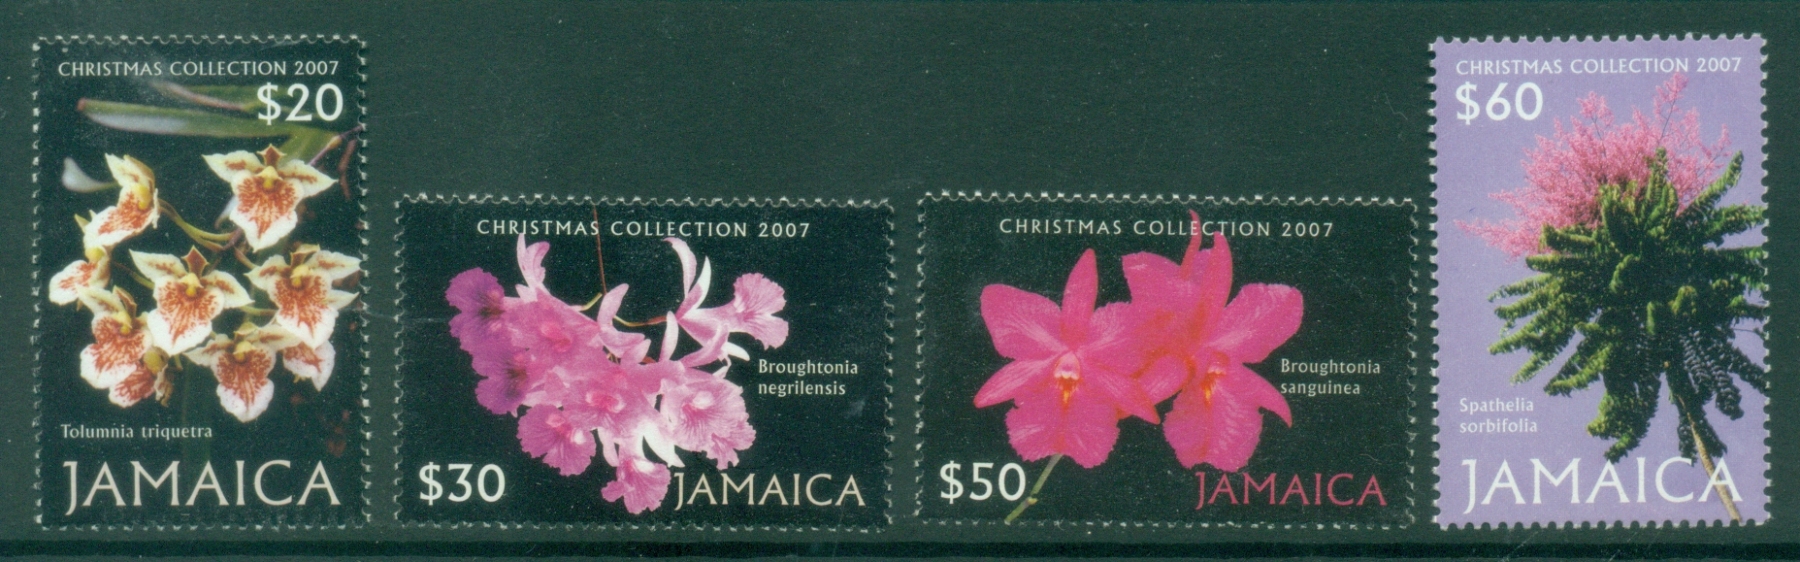 CHRISTMAS COLLECTION 2007
$20
Tolumnia triquetra
JAMAICA
CHRISTMAS COLLECTION 2007
Broughtonia
negrilensis
$30
JAMAICA
CHRISTMAS COLLECTION 2007
Broughtonia
sanguinea
$50
JAMAICA
CHRISTMAS COLLECTION 2007
$60
Spathelia
sorbifolia
JAMAICA